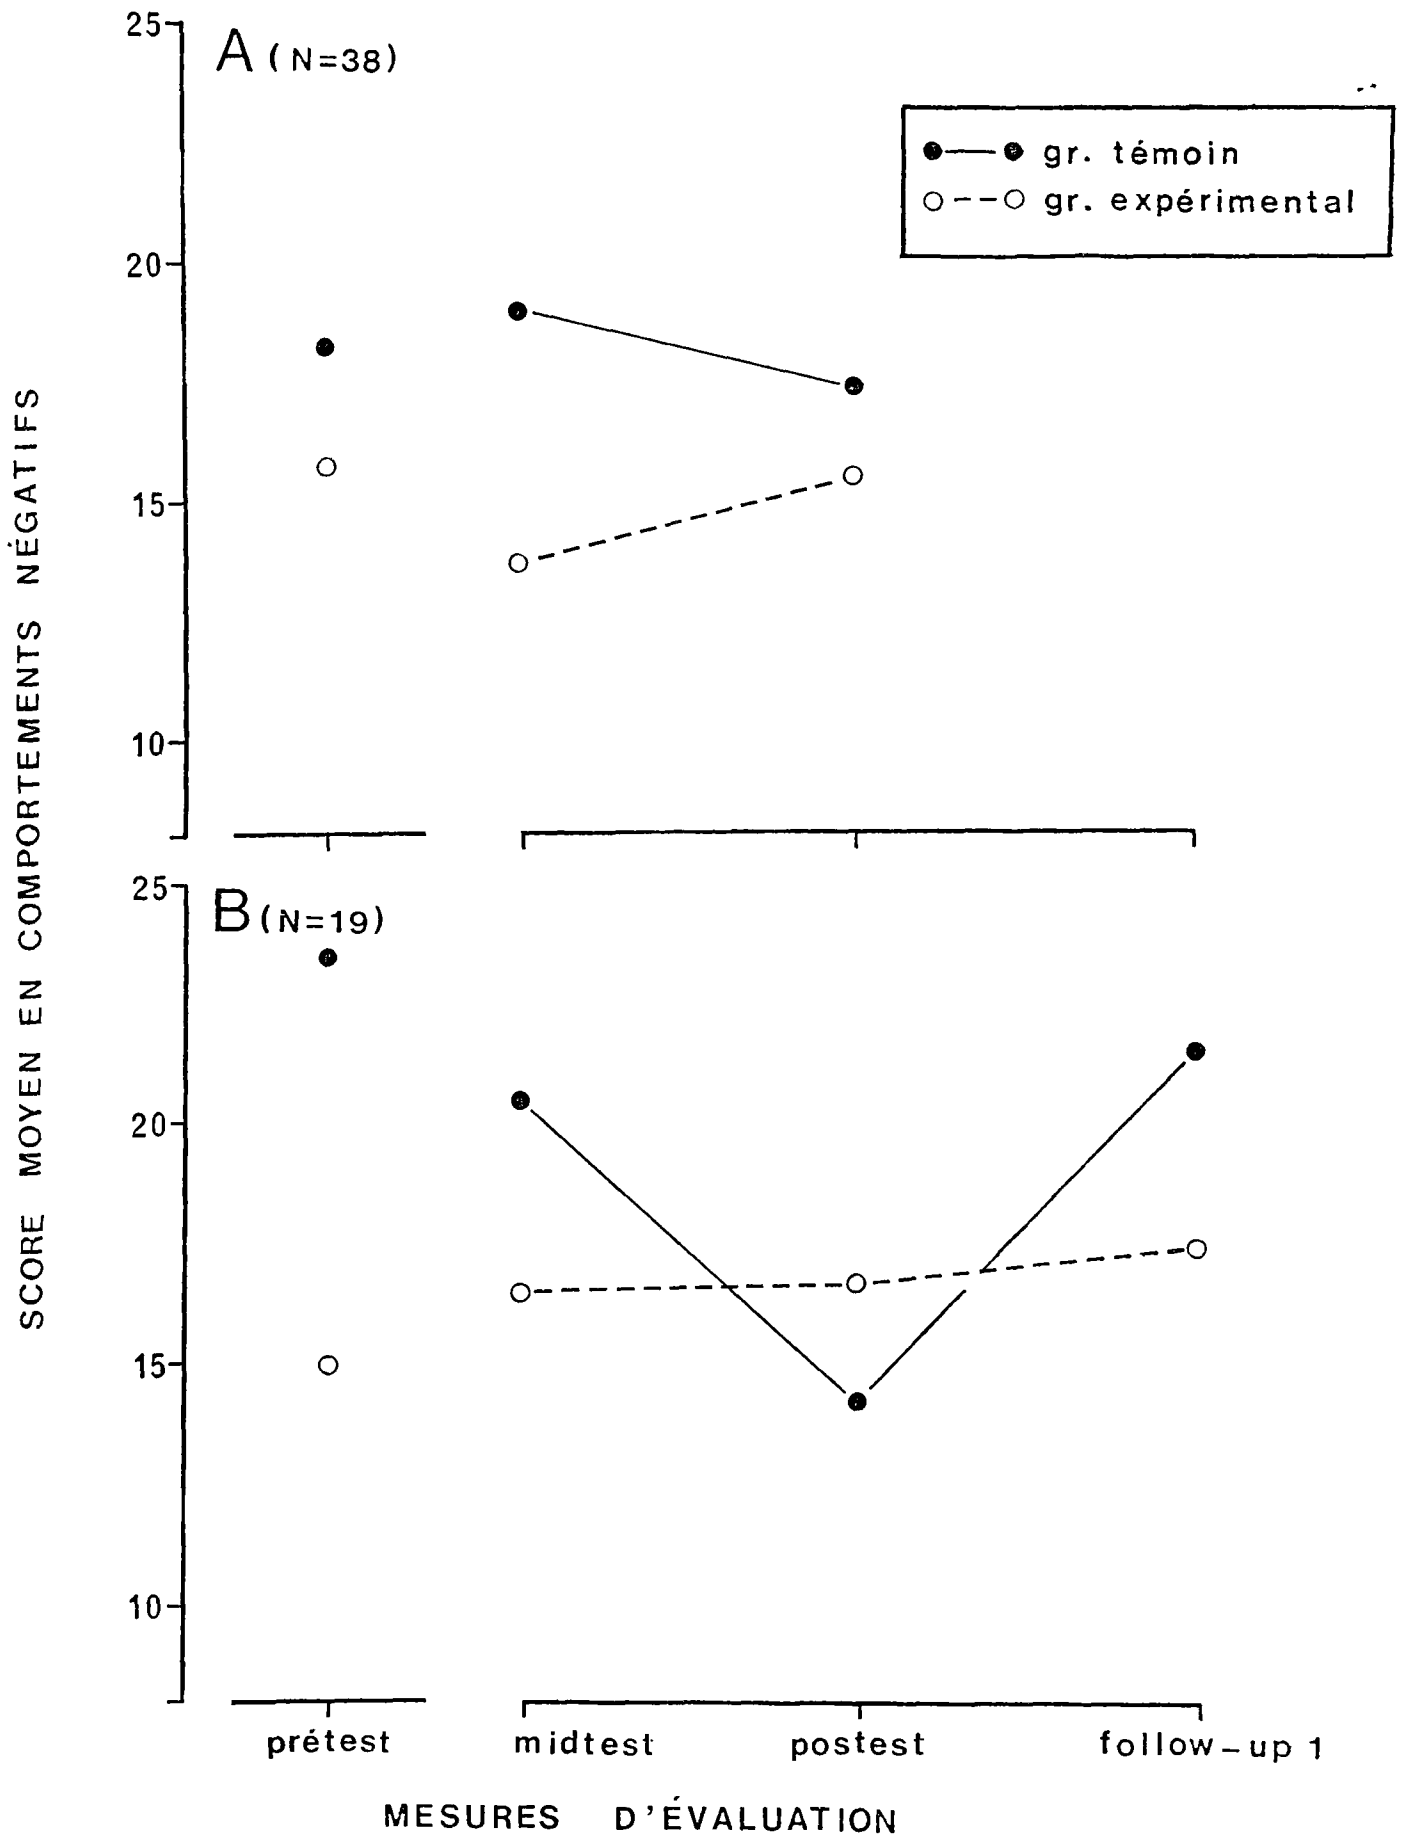 25
A (N=38)
gr. témoin
gr. expérimental
20
15
10
SCORE MOYEN EN COMPORTEMENTS NÉGATIFS
25
B (N=19)
20
15
10
prétest midtest postest follow-up 1
MESURES D'ÉVALUATION